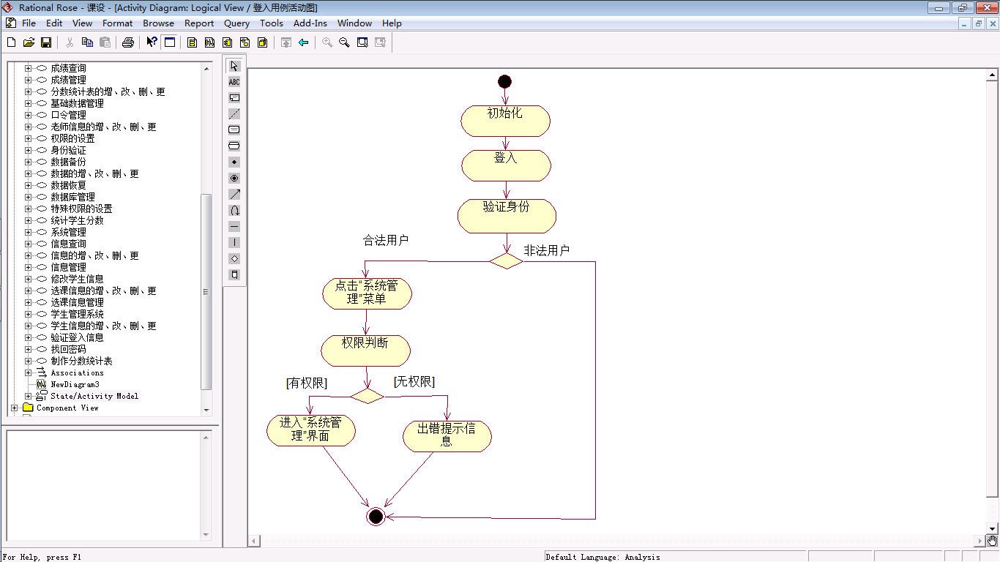 Rational Rose - 课设 - [Activity Diagram: Logical View / 登入用例活动图]
File Edit View Format Browse Report Query Tools Add-Ins Window Help
ABC
成绩查询
成绩管理
分数统计表的增、改、删、更
基础数据管理
口令管理
老师信息的增、改、删、更
权限的设置
身份验证
数据备份
数据的增、改、删、更
数据恢复
数据库管理
特殊权限的设置
统计学生分数
系统管理
信息查询
信息的增、改、删、更
信息管理
修改学生信息
选课信息的增、改、删、更
选课信息管理
学生管理系统
学生信息的增、改、删、更
验证登入信息
找回密码
制作分数统计表
Associations
NewDiagram3
State/Activity Model
Component View
初始化
登入
验证身份
合法用户
非法用户
点击“系统管
理”菜单
权限判断
[有权限]
[无权限]
进入“系统管
理”界面
出错提示信
息
For Help, press F1
Default Language: Analysis